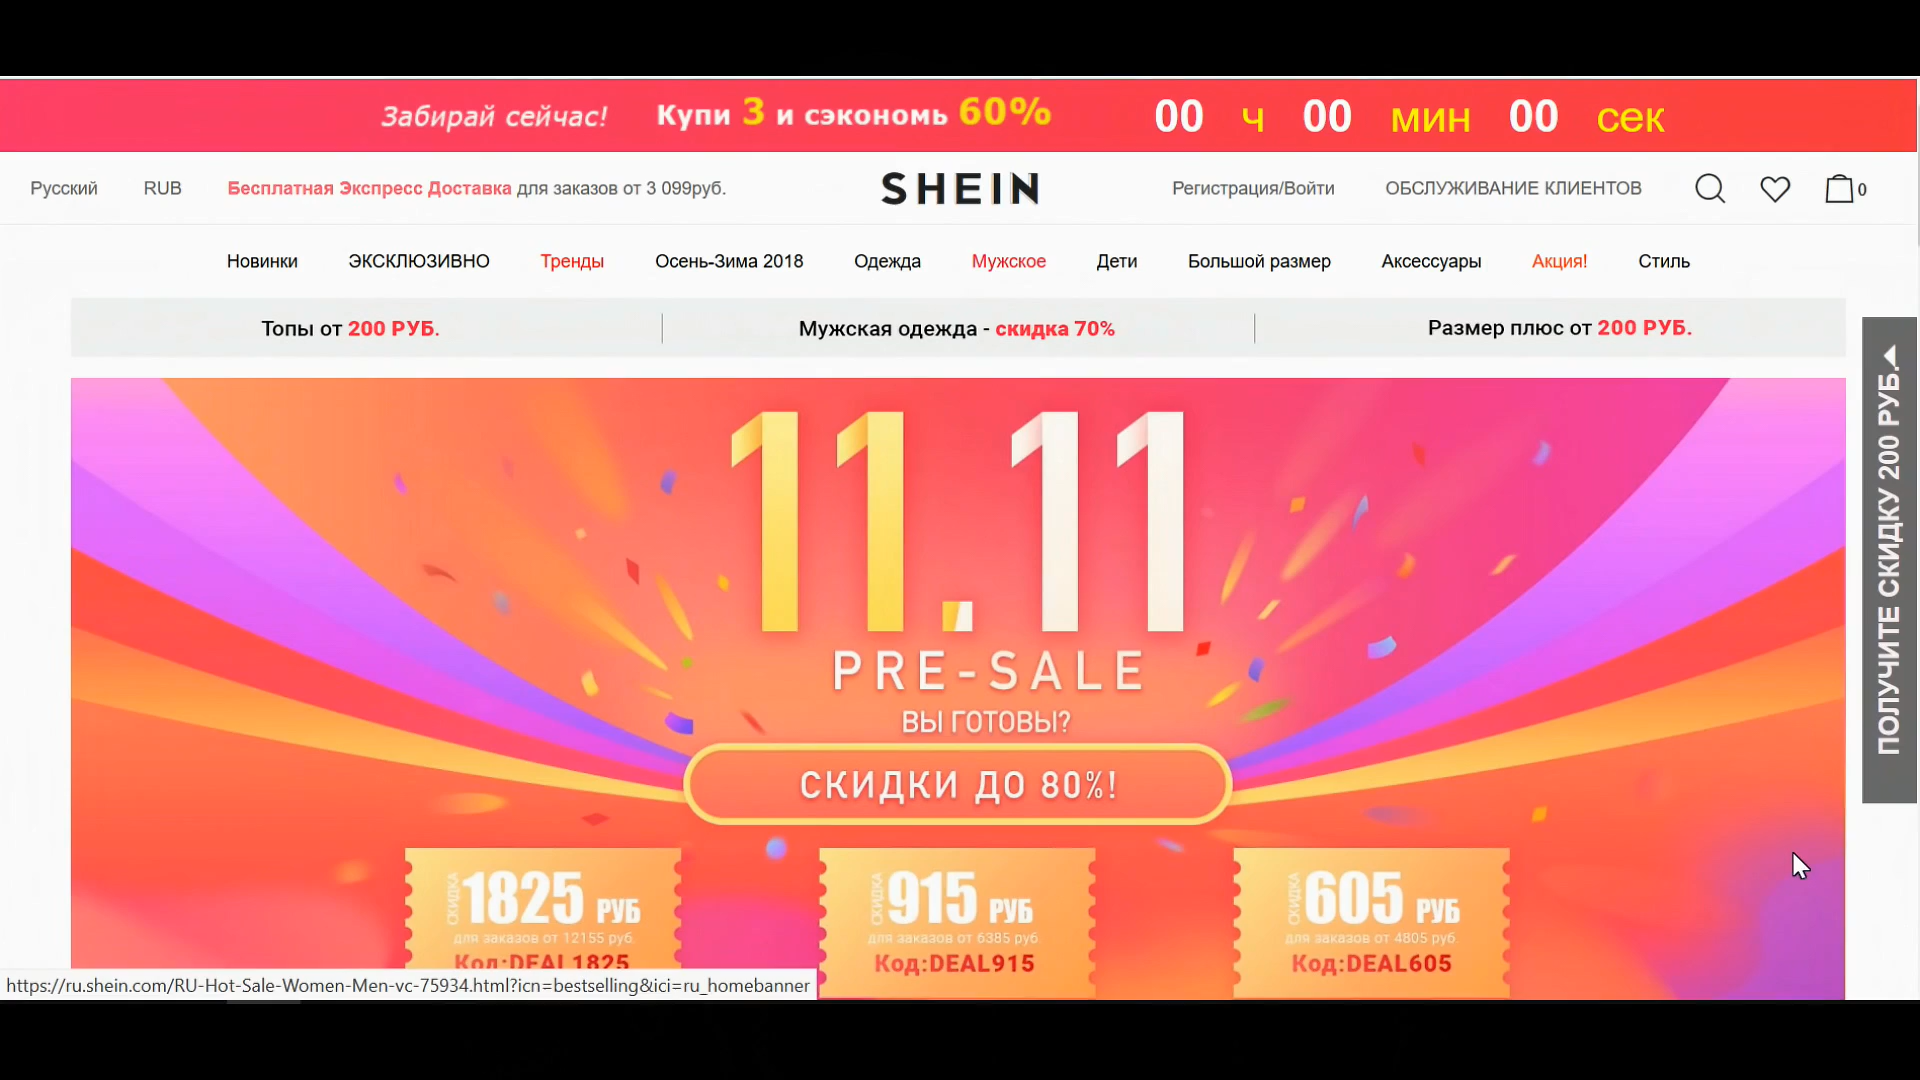 Забирай сейчас! Купи 3 и сэкономь 60% 00 ч 00 мин 00 сек
Русский RUB Бесплатная Экспресс Доставка для заказов от 3 099руб. SHEIN Регистрация/Войти ОБСЛУЖИВАНИЕ КЛИЕНТОВ 0
Новинки ЭКСКЛЮЗИВНО Тренды Осень-Зима 2018 Одежда Мужское Дети Большой размер Аксессуары Акция! Стиль
Топы от 200 РУБ. Мужская одежда - скидка 70% Размер плюс от 200 РУБ.
ПОЛУЧИТЕ СКИДКУ 200 РУБ.
11.11
PRE-SALE
ВЫ ГОТОВЫ?
СКИДКИ ДО 80%!
СКИДКА 1825 РУБ
для заказов от 12155 руб.
Код:DEAL1825
СКИДКА 915 РУБ
для заказов от 6385 руб.
Код:DEAL915
СКИДКА 605 РУБ
для заказов от 4805 руб.
Код:DEAL605
https://ru.shein.com/RU-Hot-Sale-Women-Men-vc-75934.html?icn=bestselling&ici=ru_homebanner